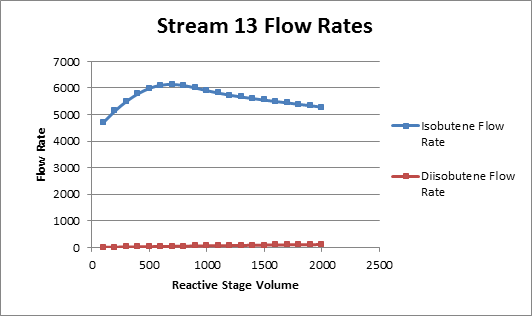 Stream 13 Flow Rates
7000
6000
5000
4000
3000
2000
1000
0
Flow Rate
0 500 1000 1500 2000 2500
Reactive Stage Volume
Isobutene Flow
Rate
Diisobutene Flow
Rate